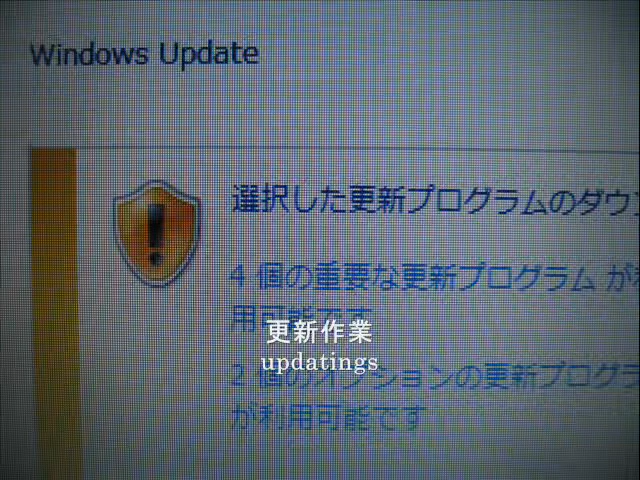 Windows Update
選択した更新プログラムのダウ
4 個の重要な更新プログラム が
用可能です
更新作業
updatings
2 個のオプションの更新プログラ
が利用可能です